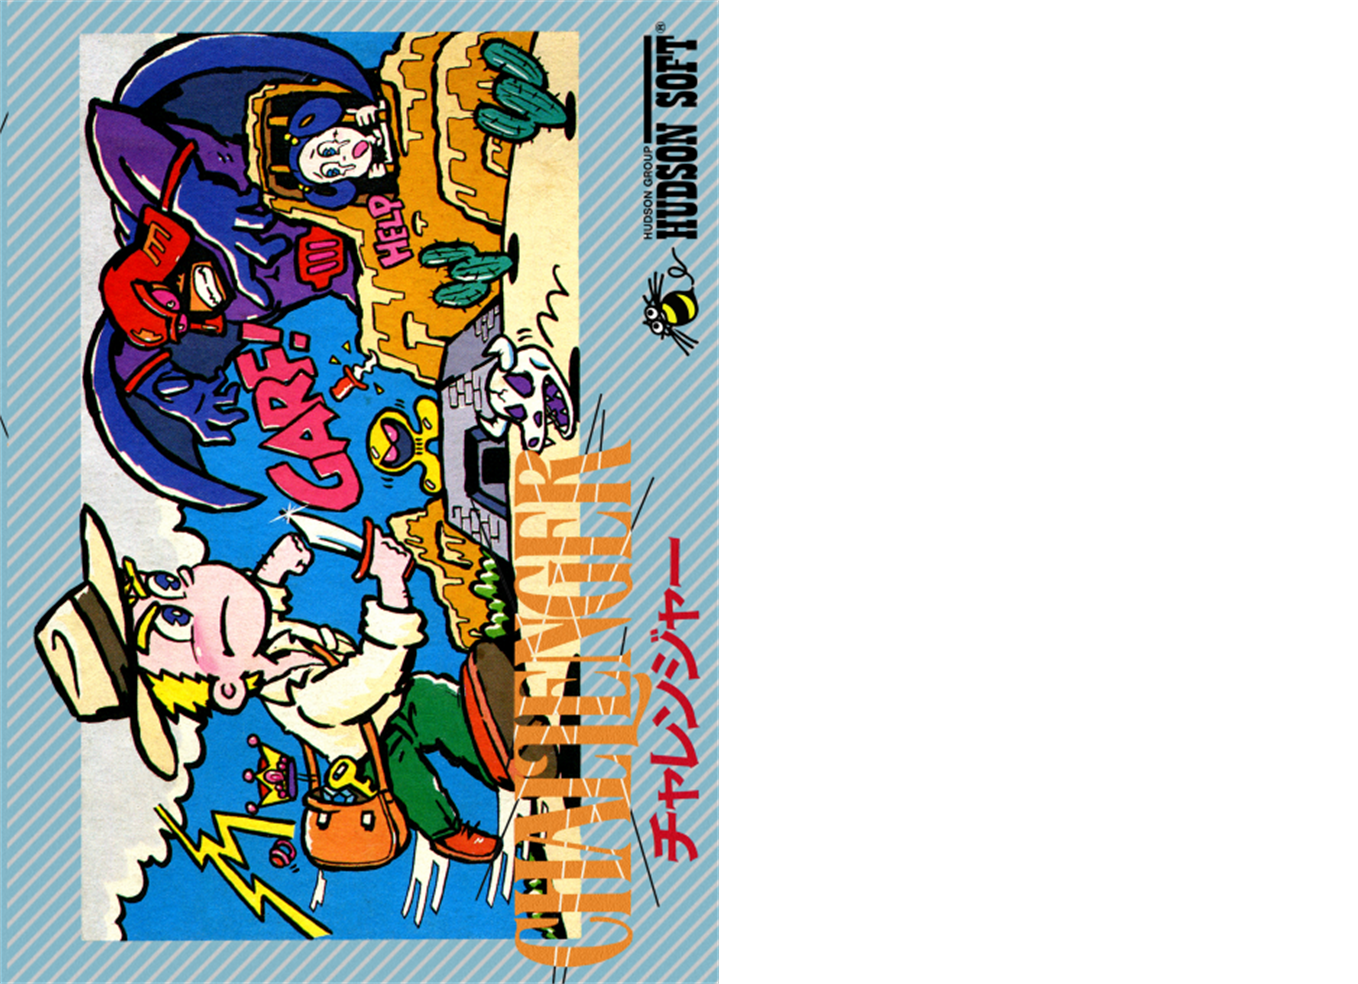 HUDSON GROUP
HUDSON SOFT®
HELP
GARF!
m
CHALLENGER
チャレンジャー